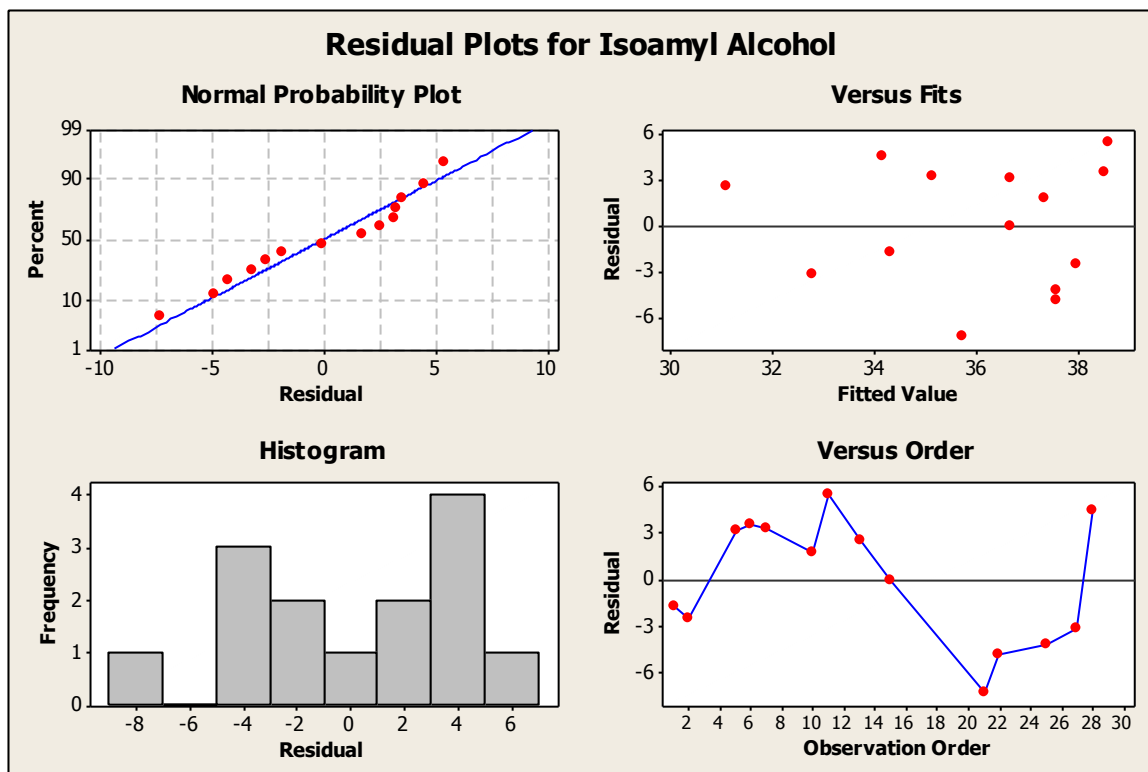 Residual Plots for Isoamyl Alcohol
Normal Probability Plot
99
90
50
10
1
Percent
-10 -5 0 5 10
Residual
Versus Fits
6
3
0
-3
-6
Residual
30 32 34 36 38
Fitted Value
Histogram
4
3
2
1
0
Frequency
-8 -6 -4 -2 0 2 4 6
Residual
Versus Order
6
3
0
-3
-6
Residual
2 4 6 8 10 12 14 16 18 20 22 24 26 28 30
Observation Order